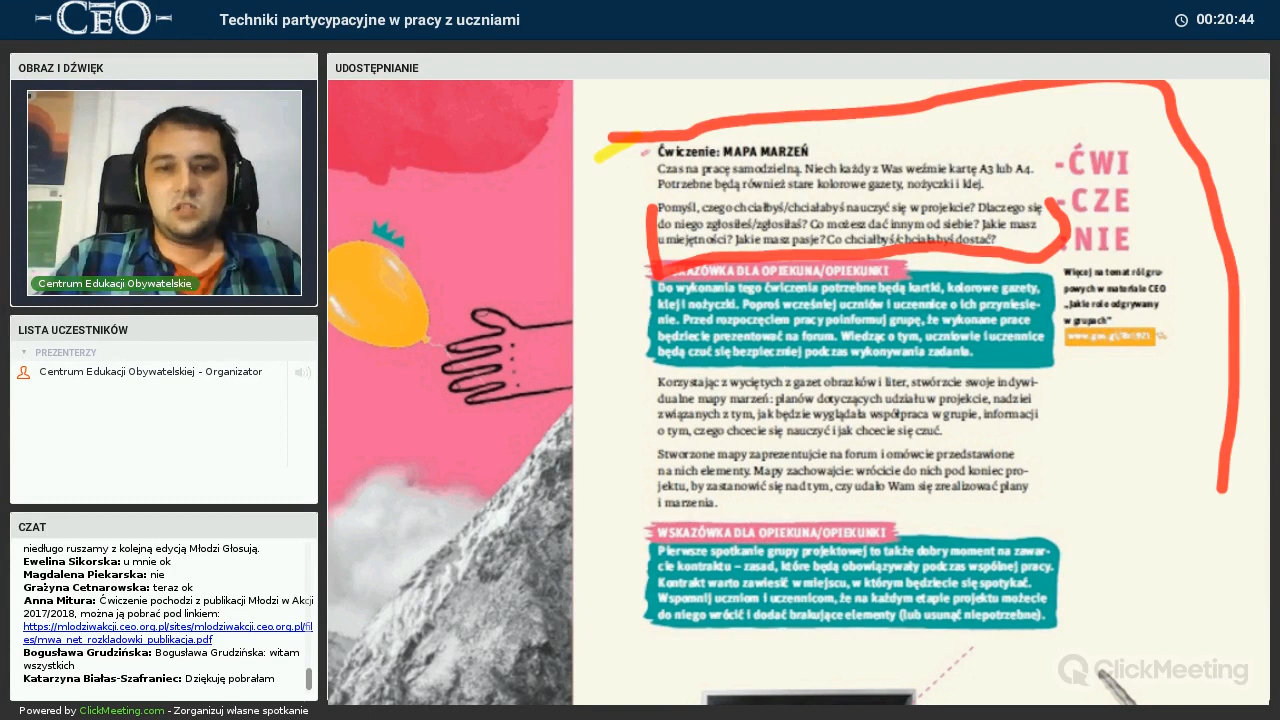 CEO
Techniki partycypacyjne w pracy z uczniami
00:20:44
OBRAZ I DŹWIĘK
Centrum Edukacji Obywatelskie
LISTA UCZESTNIKÓW
PREZENTERZY
Centrum Edukacji Obywatelskiej - Organizator
CZAT
niedługo ruszamy z kolejną edycją Młodzi Głosują.
Ewelina Sikorska: u mnie ok
Magdalena Piekarska: nie
Grażyna Cetnarowska: teraz ok
Anna Mitura: Ćwiczenie pochodzi z publikacji Młodzi w Akcji
2017/2018, można ją pobrać pod linkiem:
https://mlodziwakcji.ceo.org.pl/sites/mlodziwakcji.ceo.org.pl/fil
es/mwa_net_rozkladowki_publikacja.pdf
Bogusława Grudzińska: Bogusława Grudzińska: witam
wszystkich
Katarzyna Białas-Szafraniec: Dziękuję pobrałam
Powered by ClickMeeting.com - Zorganizuj własne spotkanie
UDOSTĘPNIANIE
Ćwiczenie: MAPA MARZEŃ
Czas na pracę samodzielną. Niech każdy z Was weźmie kartę A3 lub A4.
Potrzebne będą również stare kolorowe gazety, nożyczki i klej.
Pomyśl, czego chciałbyś/chciałabyś nauczyć się w projekcie? Dlaczego się
do niego zgłosiłeś/zgłosiłaś? Co możesz dać innym od siebie? Jakie masz
umiejętności? Jakie masz pasje? Co chciałbyś/chciałabyś dostać?
WSKAZÓWKA DLA OPIEKUNA/OPIEKUNKI
Do wykonania tego ćwiczenia potrzebne będą kartki, kolorowe gazety,
klej i nożyczki. Poproś wcześniej uczniów i uczennice o ich przyniesie-
nie. Przed rozpoczęciem pracy poinformuj grupę, że wykonane prace
będziecie prezentować na forum. Wiedząc o tym, uczniowie i uczennice
będą czuć się bezpieczniej podczas wykonywania zadania.
Korzystając z wyciętych z gazet obrazków i liter, stwórzcie swoje indywi-
dualne mapy marzeń: planów dotyczących udziału w projekcie, nadziei
związanych z tym, jak będzie wyglądała współpraca w grupie, informacji
o tym, czego chcecie się nauczyć i jak chcecie się czuć.
Stworzone mapy zaprezentujcie na forum i omówcie przedstawione
na nich elementy. Mapy zachowajcie: wrócicie do nich pod koniec pro-
jektu, by zastanowić się nad tym, czy udało Wam się zrealizować plany
i marzenia.
WSKAZÓWKA DLA OPIEKUNA/OPIEKUNKI
Pierwsze spotkanie grupy projektowej to także dobry moment na zawar-
cie kontraktu – zasad, które będą obowiązywały podczas wspólnej pracy.
Kontrakt warto zawiesić w miejscu, w którym będziecie się spotykać.
Wspomnij uczniom i uczennicom, że na każdym etapie projektu możecie
do niego wrócić i dodać brakujące elementy (lub usunąć niepotrzebne).
-ĆWI
-CZE
-NIE
Więcej na temat ról gru-
powych w materiale CEO
„Jakie role odgrywamy
w grupach"
ClickMeeting